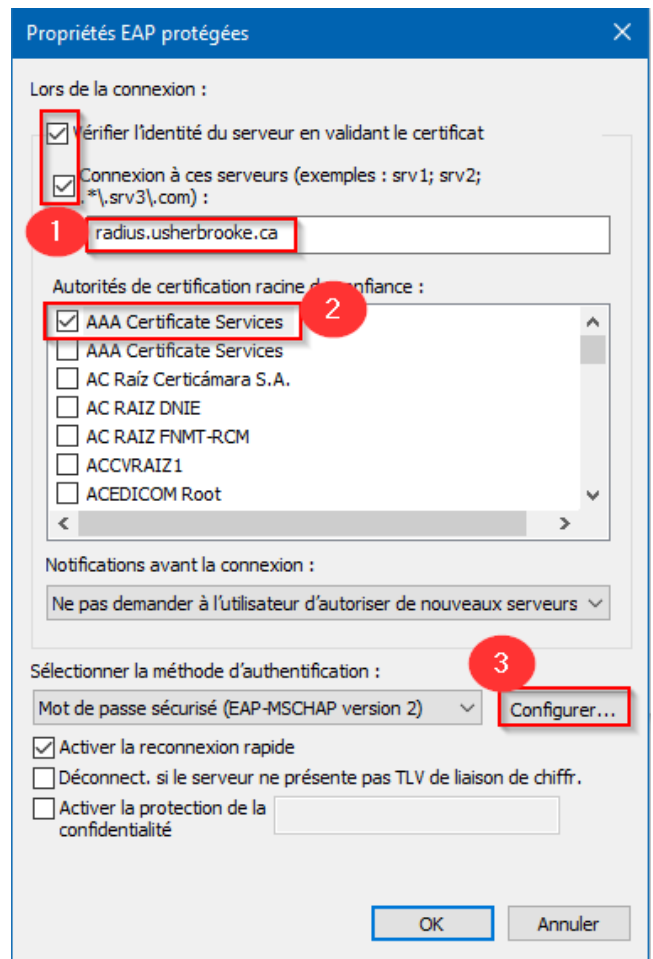 Propriétés EAP protégées
Lors de la connexion :
Vérifier l'identité du serveur en validant le certificat
Connexion à ces serveurs (exemples : srv1; srv2;
.*\.srv3\.com) :
1
radius.usherbrooke.ca
Autorités de certification racine de confiance :
2
AAA Certificate Services
AAA Certificate Services
AC Raíz Certicámara S.A.
AC RAIZ DNIE
AC RAIZ FNMT-RCM
ACCVRAIZ1
ACEDICOM Root
Notifications avant la connexion :
Ne pas demander à l'utilisateur d'autoriser de nouveaux serveurs
3
Sélectionner la méthode d'authentification :
Mot de passe sécurisé (EAP-MSCHAP version 2)
Configurer...
Activer la reconnexion rapide
Déconnect. si le serveur ne présente pas TLV de liaison de chiffr.
Activer la protection de la
confidentialité
OK
Annuler